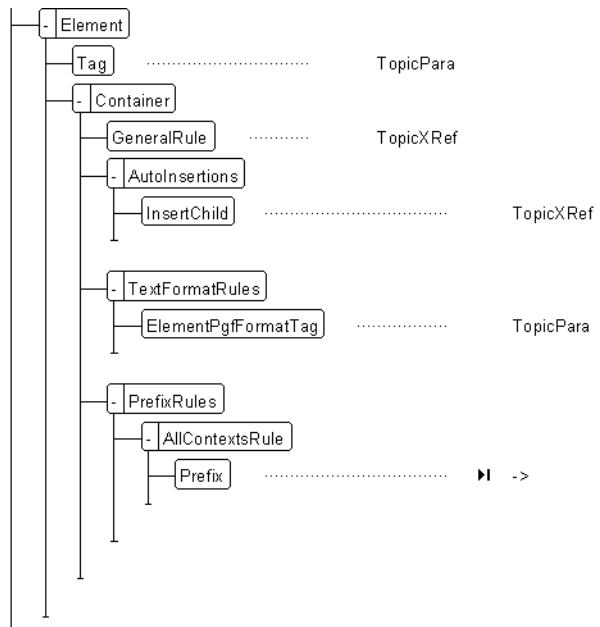 - Element
Tag TopicPara
- Container
GeneralRule TopicXRef
- AutoInsertions
InsertChild TopicXRef
- TextFormatRules
ElementPgfFormatTag TopicPara
- PrefixRules
- AllContextsRule
Prefix ->